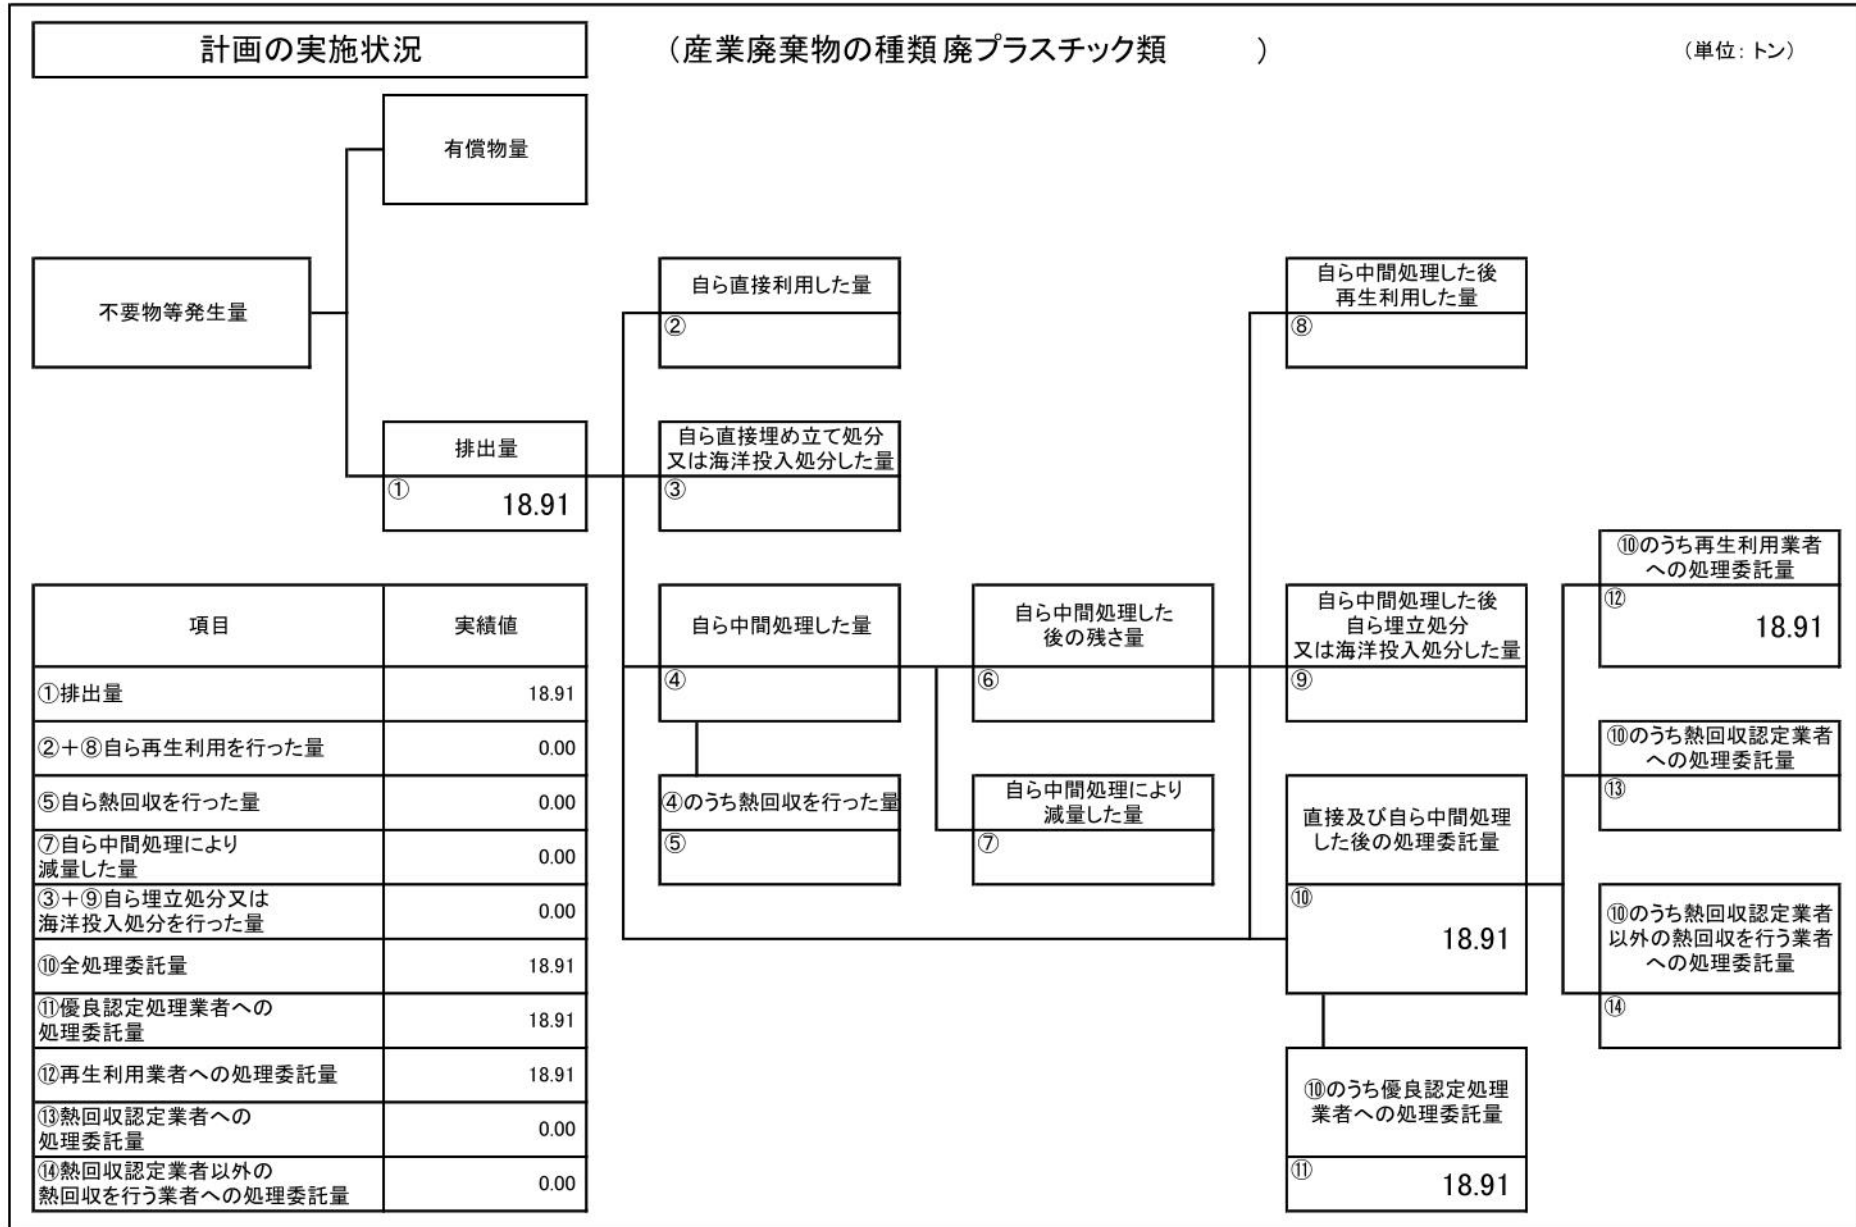 計画の実施状況
（産業廃棄物の種類 廃プラスチック類　　　）
（単位：トン）
有償物量
不要物等発生量
自ら直接利用した量
②
自ら中間処理した後
再生利用した量
⑧
排出量
① 18.91
自ら直接埋め立て処分
又は海洋投入処分した量
③
⑩のうち再生利用業者
への処理委託量
⑫ 18.91
自ら中間処理した量
④
自ら中間処理した
後の残さ量
⑥
自ら中間処理した後
自ら埋立処分
又は海洋投入処分した量
⑨
⑩のうち熱回収認定業者
への処理委託量
⑬
④のうち熱回収を行った量
⑤
自ら中間処理により
減量した量
⑦
直接及び自ら中間処理
した後の処理委託量
⑩ 18.91
⑩のうち熱回収認定業者
以外の熱回収を行う業者
への処理委託量
⑭
⑩のうち優良認定処理
業者への処理委託量
⑪ 18.91
項目 実績値
①排出量 18.91
②＋⑧自ら再生利用を行った量 0.00
⑤自ら熱回収を行った量 0.00
⑦自ら中間処理により
減量した量 0.00
③＋⑨自ら埋立処分又は
海洋投入処分を行った量 0.00
⑩全処理委託量 18.91
⑪優良認定処理業者への
処理委託量 18.91
⑫再生利用業者への処理委託量 18.91
⑬熱回収認定業者への
処理委託量 0.00
⑭熱回収認定業者以外の
熱回収を行う業者への処理委託量 0.00